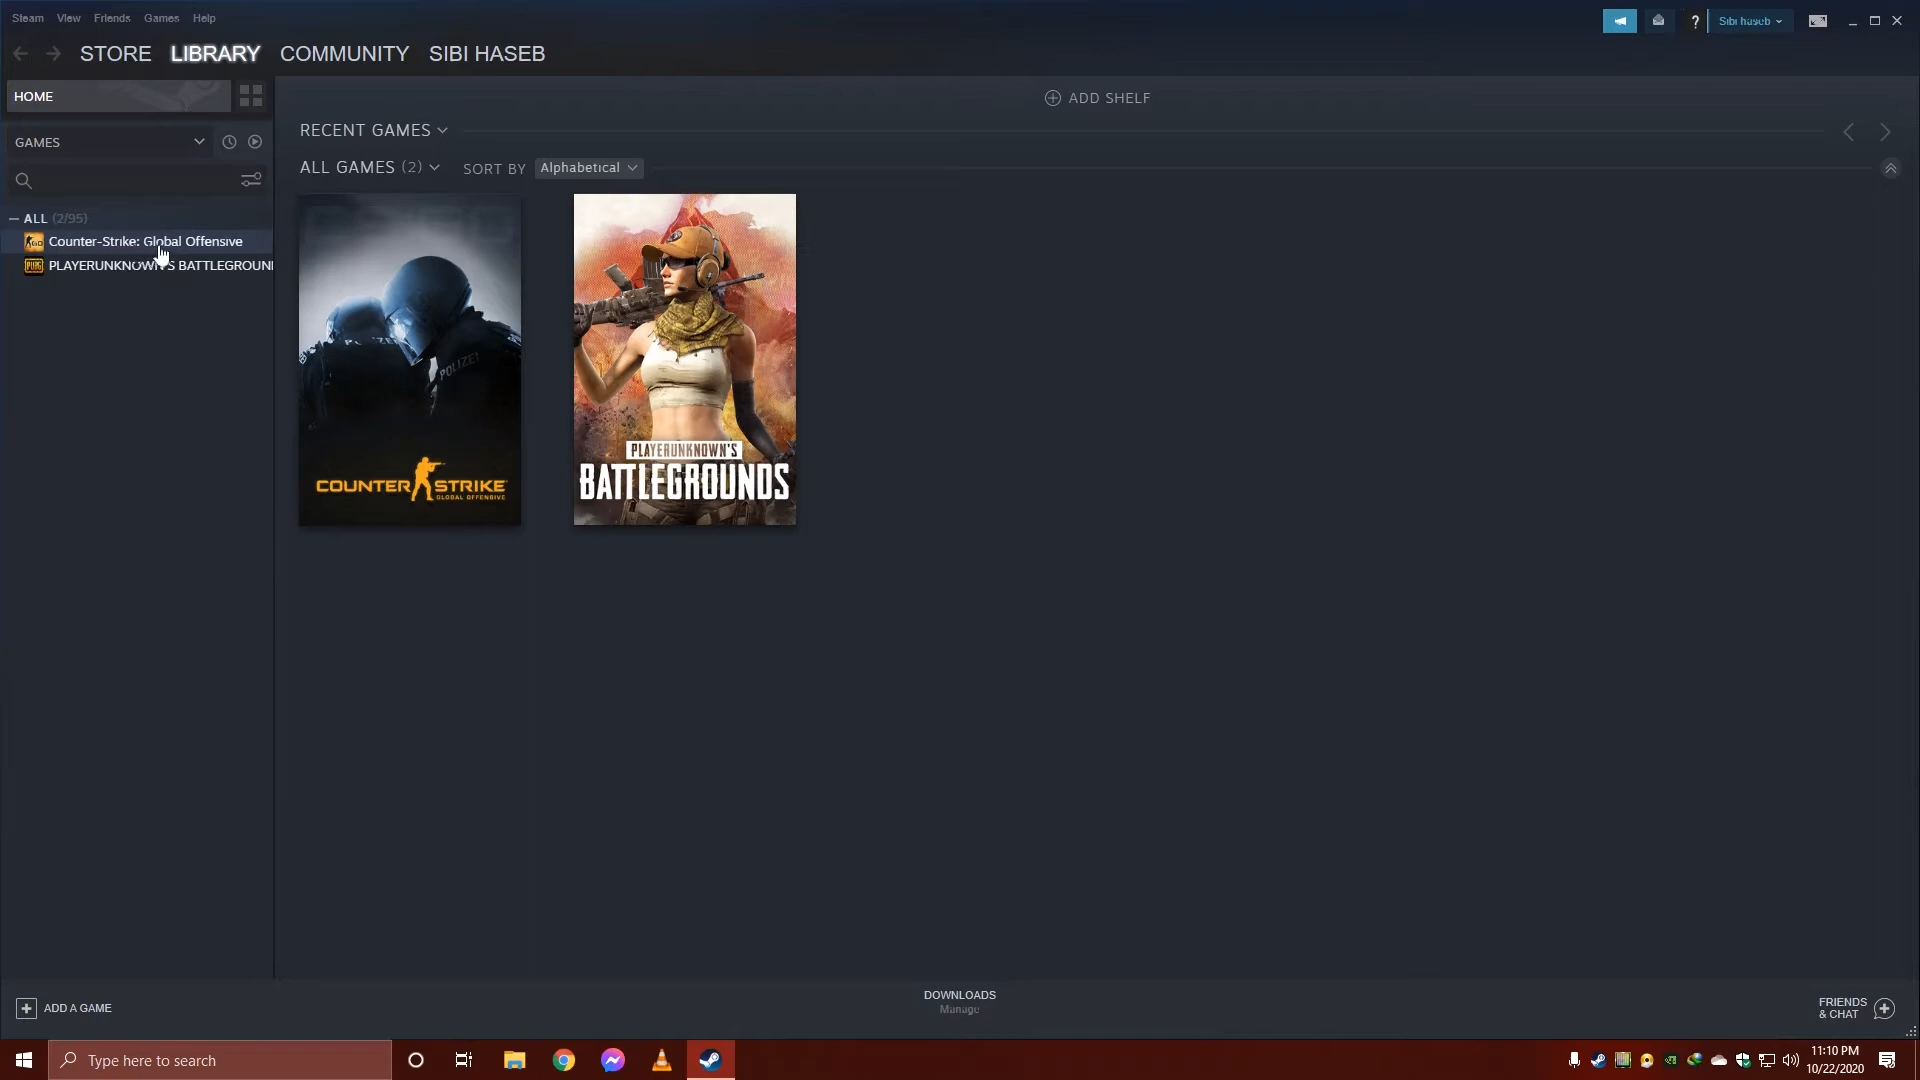 Steam View Friends Games Help
Sibi haseb
STORE LIBRARY COMMUNITY SIBI HASEB
HOME
ADD SHELF
RECENT GAMES
GAMES
ALL GAMES (2) SORT BY Alphabetical
ALL (2/95)
Counter-Strike: Global Offensive
PLAYERUNKNOWN'S BATTLEGROUN
POLIZEI
COUNTER STRIKE
GLOBAL OFFENSIVE
PLAYERUNKNOWN'S
BATTLEGROUNDS
ADD A GAME
DOWNLOADS
Manage
FRIENDS
& CHAT
Type here to search
11:10 PM
10/22/2020